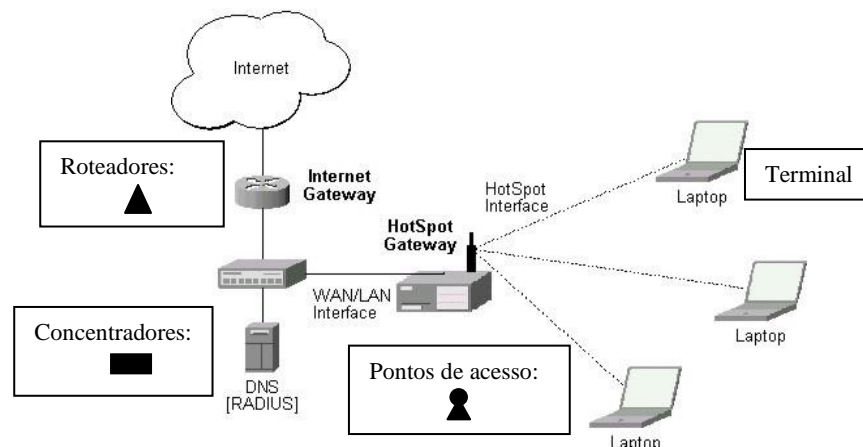 Internet
Roteadores:
Internet
Gateway
HotSpot
Interface
Laptop
Terminal
HotSpot
Gateway
WAN/LAN
Interface
Laptop
Concentradores:
DNS
[RADIUS]
Pontos de acesso:
Laptop